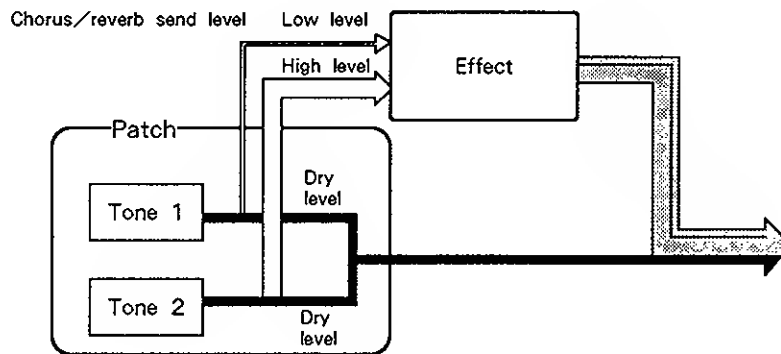 Chorus／reverb send level
Low level
High level
Effect
Patch
Tone 1
Dry
level
Tone 2
Dry
level